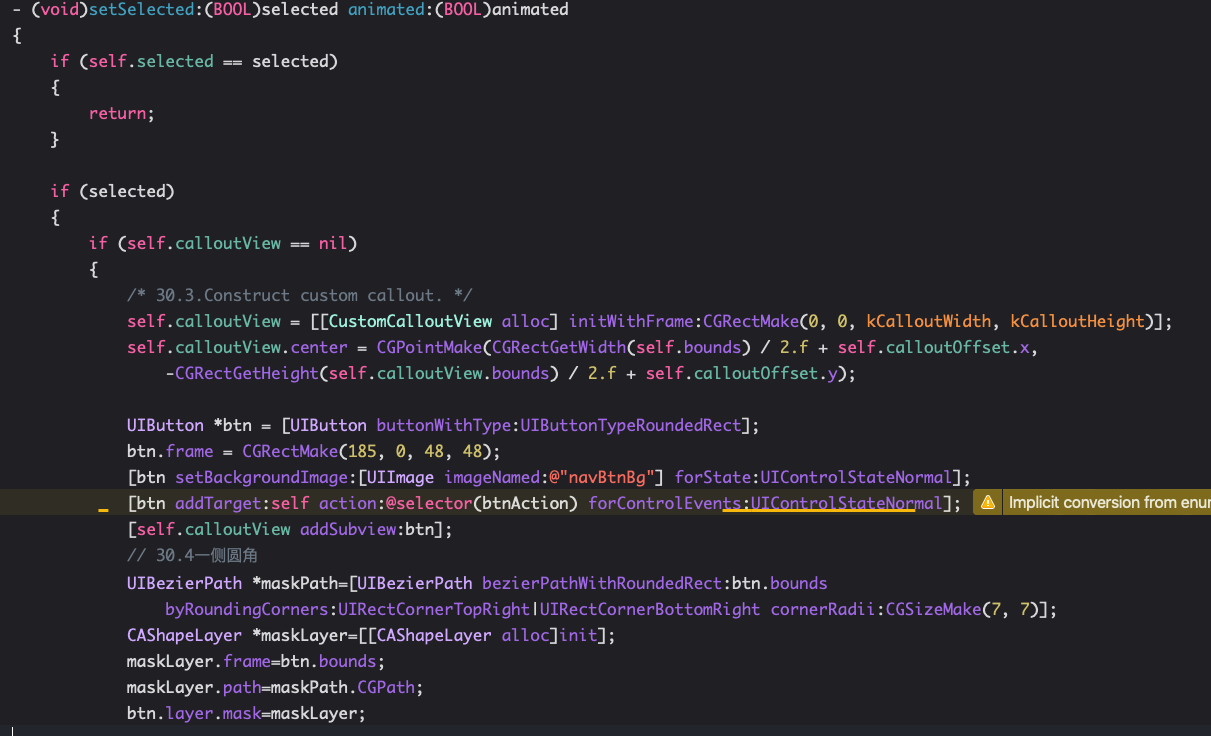 - (void)setSelected:(BOOL)selected animated:(BOOL)animated
{
    if (self.selected == selected)
    {
        return;
    }

    if (selected)
    {
        if (self.calloutView == nil)
        {
            /* 30.3.Construct custom callout. */
            self.calloutView = [[CustomCalloutView alloc] initWithFrame:CGRectMake(0, 0, kCalloutWidth, kCalloutHeight)];
            self.calloutView.center = CGPointMake(CGRectGetWidth(self.bounds) / 2.f + self.calloutOffset.x,
                -CGRectGetHeight(self.calloutView.bounds) / 2.f + self.calloutOffset.y);

            UIButton *btn = [UIButton buttonWithType:UIButtonTypeRoundedRect];
            btn.frame = CGRectMake(185, 0, 48, 48);
            [btn setBackgroundImage:[UIImage imageNamed:@"navBtnBg"] forState:UIControlStateNormal];
            [btn addTarget:self action:@selector(btnAction) forControlEvents:UIControlStateNormal]; Implicit conversion from enum
            [self.calloutView addSubview:btn];
            // 30.4一侧圆角
            UIBezierPath *maskPath=[UIBezierPath bezierPathWithRoundedRect:btn.bounds
                byRoundingCorners:UIRectCornerTopRight|UIRectCornerBottomRight cornerRadii:CGSizeMake(7, 7)];
            CAShapeLayer *maskLayer=[[CAShapeLayer alloc]init];
            maskLayer.frame=btn.bounds;
            maskLayer.path=maskPath.CGPath;
            btn.layer.mask=maskLayer;